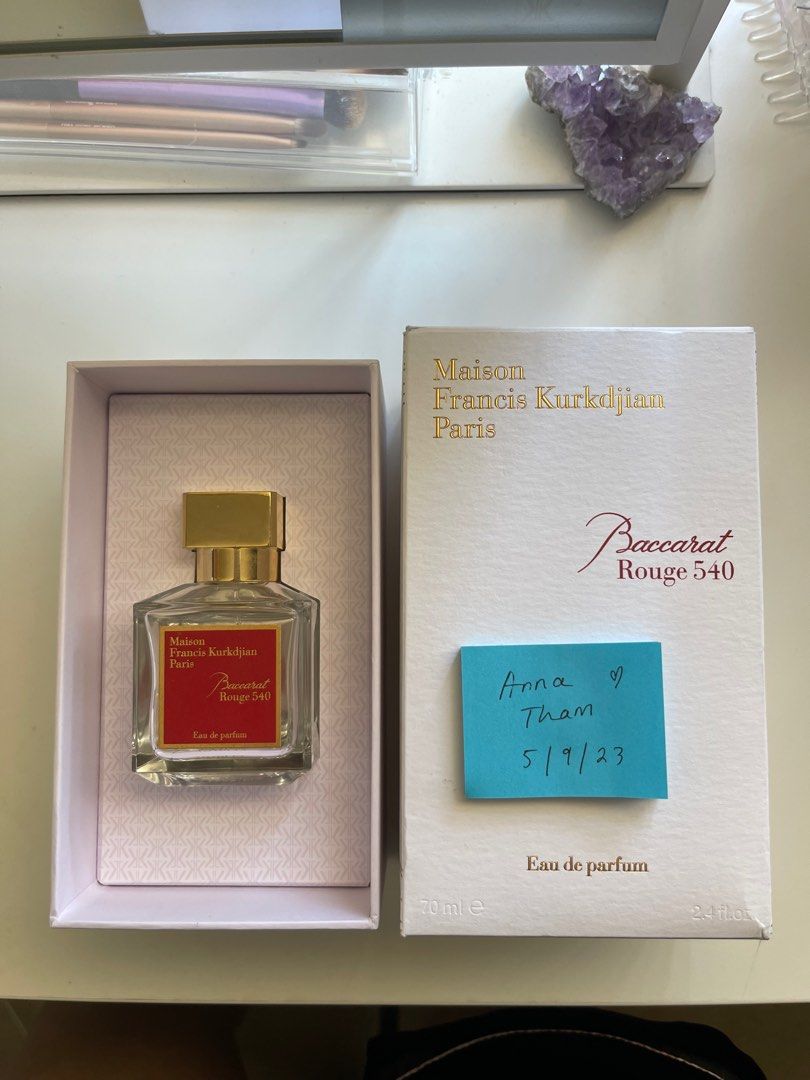 Maison
Francis Kurkdjian
Paris
Baccarat
Rouge 540
Eau de parfum
Maison
Francis Kurkdjian
Paris
Baccarat
Rouge 540
Anna ♡
Tham
5/9/23
Eau de parfum
70 ml ℮
2.4 fl.oz